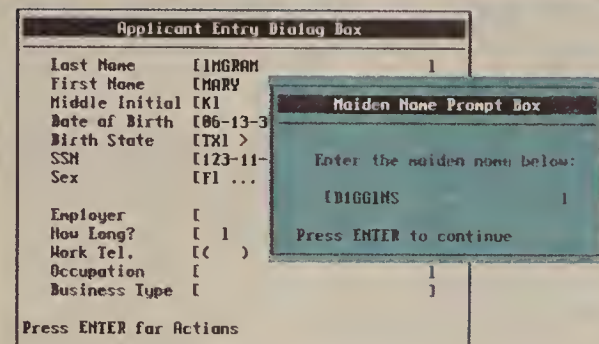 Applicant Entry Dialog Box
Last Name [INGRAM ]
First Name [MARY
Middle Initial [K]
Date of Birth [06-13-3
Birth State [TX] >
SSN [123-11-
Sex [F] ...
Employer [
How Long? [ ]
Work Tel. [( )
Occupation [ ]
Business Type [ ]
Press ENTER for Actions
Maiden Name Prompt Box
Enter the maiden name below:
[BIGGINS ]
Press ENTER to continue